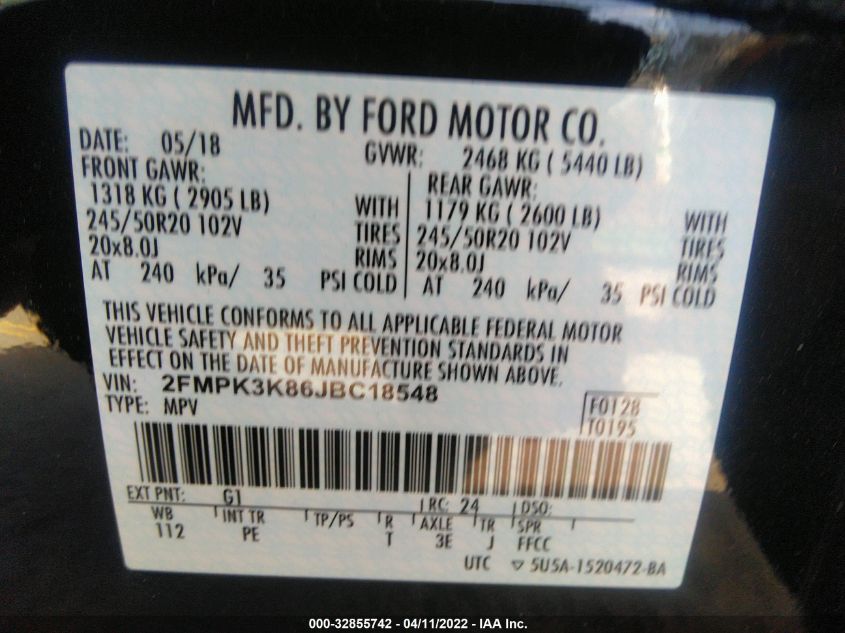 MFD. BY FORD MOTOR CO.
DATE: 05/18 GVWR: 2468 KG ( 5440 LB)
FRONT GAWR: REAR GAWR:
1318 KG ( 2905 LB) WITH 1179 KG ( 2600 LB) WITH
245/50R20 102V TIRES 245/50R20 102V TIRES
20x8.0J RIMS 20x8.0J RIMS
AT 240 kPa/ 35 PSI COLD AT 240 kPa/ 35 PSI COLD
THIS VEHICLE CONFORMS TO ALL APPLICABLE FEDERAL MOTOR
VEHICLE SAFETY AND THEFT PREVENTION STANDARDS IN
EFFECT ON THE DATE OF MANUFACTURE SHOWN ABOVE.
VIN: 2FMPK3K86JBC18548
TYPE: MPV F0128
T0195
EXT PNT: G1 RC: 24 DSO:
WB INT TR TP/PS R AXLE TR SPR
112 PE T 3E J FFCC
UTC ▽ 5U5A-1520472-BA
000-32855742 - 04/11/2022 - IAA Inc.